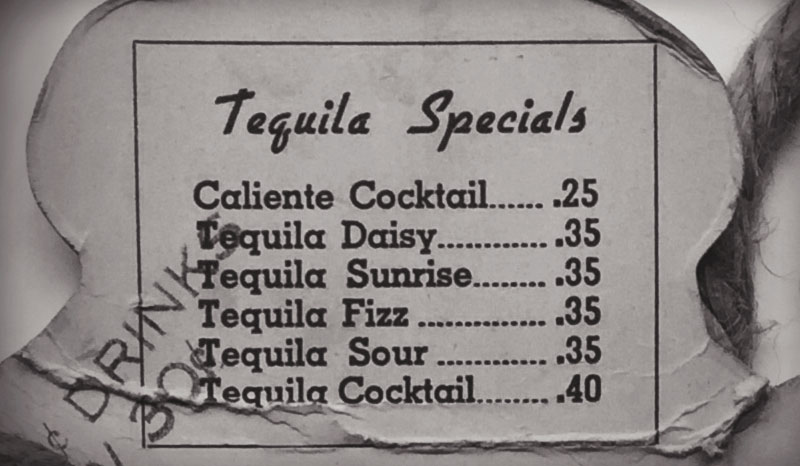 Tequila Specials
Caliente Cocktail...... .25
Tequila Daisy............. .35
Tequila Sunrise......... .35
Tequila Fizz ............... .35
Tequila Sour ............. .35
Tequila Cocktail......... .40
¢ DRINKS
30¢